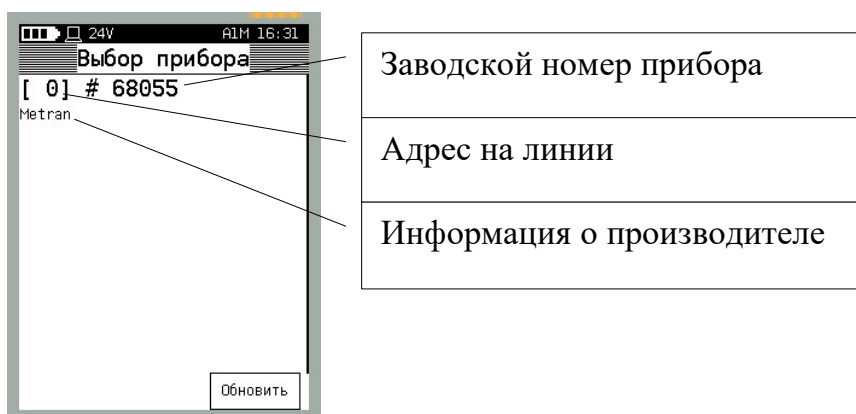 24V A1M 16:31
Выбор прибора
[ 0] # 68055
Metran
Обновить
Заводской номер прибора
Адрес на линии
Информация о производителе